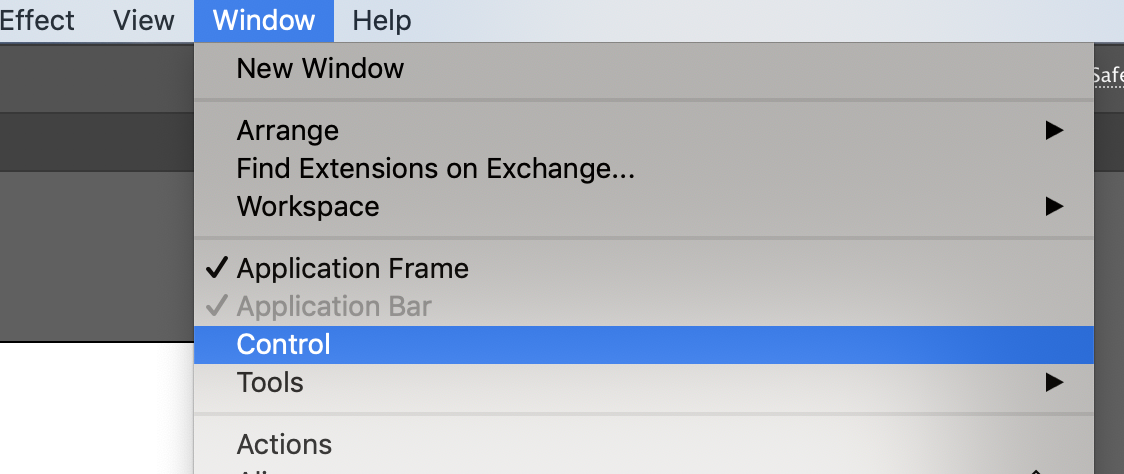 Effect View Window Help
New Window
Safe
Arrange
Find Extensions on Exchange...
Workspace
Application Frame
Application Bar
Control
Tools
Actions